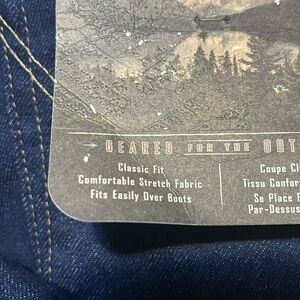 GEARED FOR THE OUT
Classic Fit
Comfortable Stretch Fabric
Fits Easily Over Boots
Coupe Cl
Tissu Confor
Se Place F
Par-Dessus